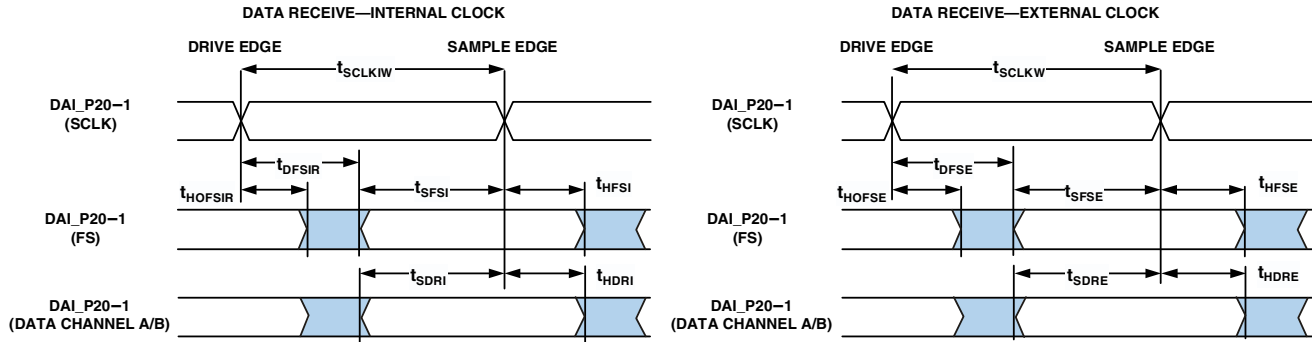 DATA RECEIVE—INTERNAL CLOCK
DRIVE EDGE
SAMPLE EDGE
tSCLKIW
DAI_P20–1
(SCLK)
tDFSIR
tHOFSIR
tSFSI
tHFSI
DAI_P20–1
(FS)
tSDRI
tHDRI
DAI_P20–1
(DATA CHANNEL A/B)
DATA RECEIVE—EXTERNAL CLOCK
DRIVE EDGE
SAMPLE EDGE
tSCLKW
DAI_P20–1
(SCLK)
tDFSE
tHOFSE
tSFSE
tHFSE
DAI_P20–1
(FS)
tSDRE
tHDRE
DAI_P20–1
(DATA CHANNEL A/B)